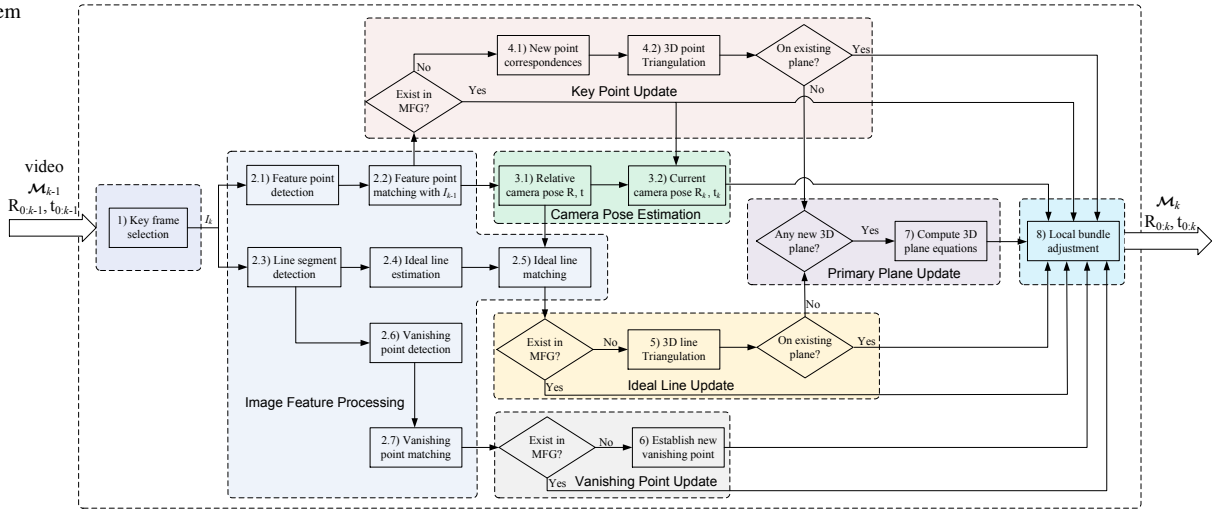 em
video
ℳk-1
R0:k-1, t0:k-1
1) Key frame
selection
Ik
2.1) Feature point
detection
2.2) Feature point
matching with Ik-1
2.3) Line segment
detection
2.4) Ideal line
estimation
2.5) Ideal line
matching
2.6) Vanishing
point detection
2.7) Vanishing
point matching
Image Feature Processing
Exist in
MFG?
No
Yes
4.1) New point
correspondences
4.2) 3D point
Triangulation
On existing
plane?
Yes
No
Key Point Update
3.1) Relative
camera pose R, t
3.2) Current
camera pose Rk, tk
Camera Pose Estimation
Any new 3D
plane?
Yes
7) Compute 3D
plane equations
Primary Plane Update
Exist in
MFG?
No
Yes
5) 3D line
Triangulation
On existing
plane?
No
Yes
Ideal Line Update
Exist in
MFG?
No
Yes
6) Establish new
vanishing point
Vanishing Point Update
8) Local bundle
adjustment
ℳk
R0:k, t0:k